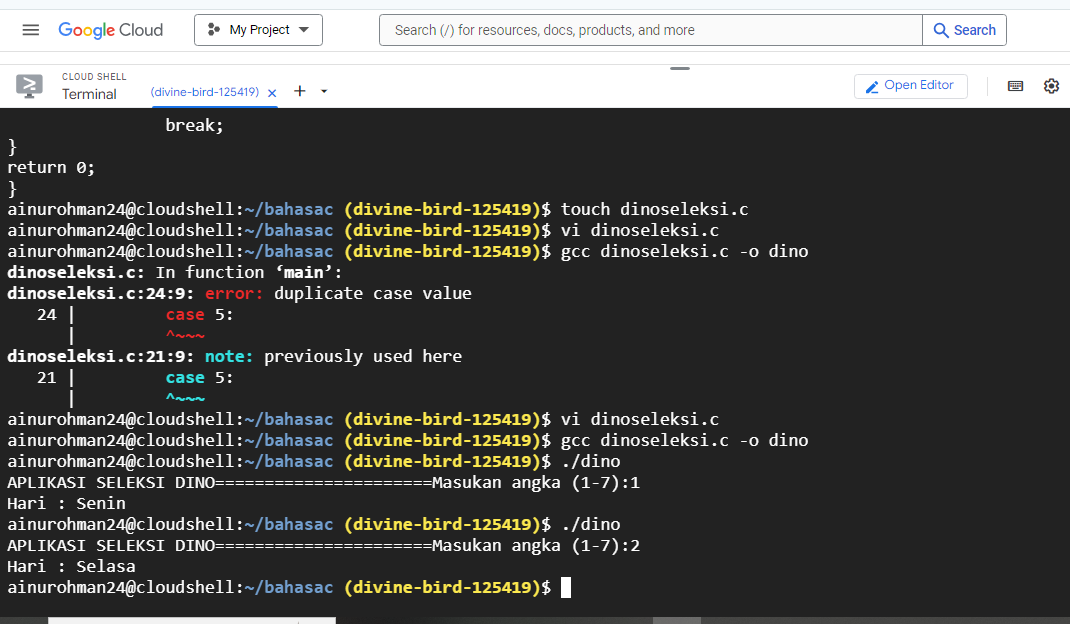 Google Cloud
My Project
Search (/) for resources, docs, products, and more
Search
CLOUD SHELL
Terminal
(divine-bird-125419) × + ▾
Open Editor
break;
}
return 0;
}
ainurohman24@cloudshell:~/bahasac (divine-bird-125419)$ touch dinoseleksi.c
ainurohman24@cloudshell:~/bahasac (divine-bird-125419)$ vi dinoseleksi.c
ainurohman24@cloudshell:~/bahasac (divine-bird-125419)$ gcc dinoseleksi.c -o dino
dinoseleksi.c: In function ‘main’:
dinoseleksi.c:24:9: error: duplicate case value
24 | case 5:
| ^~~~
dinoseleksi.c:21:9: note: previously used here
21 | case 5:
| ^~~~
ainurohman24@cloudshell:~/bahasac (divine-bird-125419)$ vi dinoseleksi.c
ainurohman24@cloudshell:~/bahasac (divine-bird-125419)$ gcc dinoseleksi.c -o dino
ainurohman24@cloudshell:~/bahasac (divine-bird-125419)$ ./dino
APLIKASI SELEKSI DINO======================Masukan angka (1-7):1
Hari : Senin
ainurohman24@cloudshell:~/bahasac (divine-bird-125419)$ ./dino
APLIKASI SELEKSI DINO======================Masukan angka (1-7):2
Hari : Selasa
ainurohman24@cloudshell:~/bahasac (divine-bird-125419)$